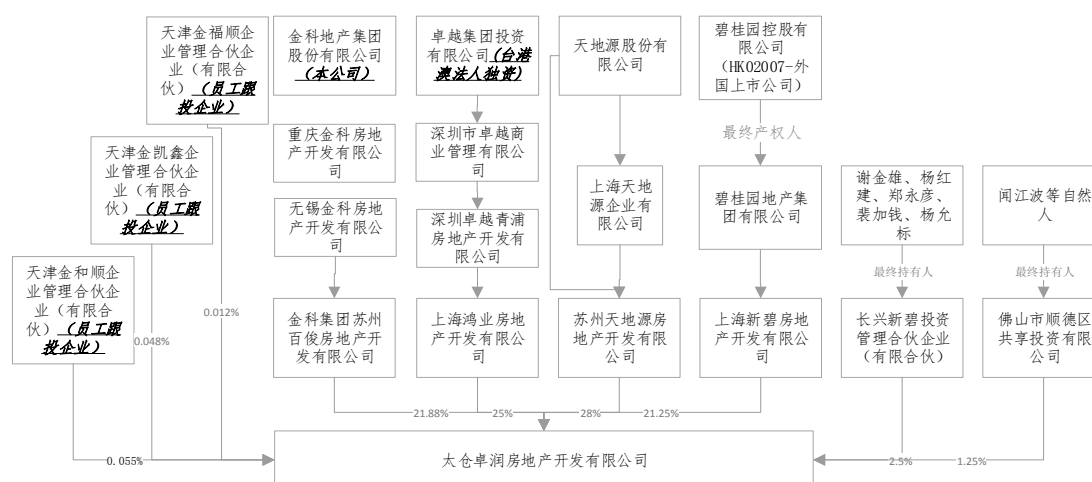 天津金福顺企
业管理合伙企
业（有限合
伙）（员工跟
投企业）
金科地产集团
股份有限公司
（本公司）
卓越集团投资
有限公司(台港
澳法人独资)
天地源股份有
限公司
碧桂园控股有
限公司
（HK02007-外
国上市公司）
最终产权人
天津金凯鑫企
业管理合伙企
业（有限合
伙）（员工跟
投企业）
重庆金科房地
产开发有限公
司
深圳市卓越商
业管理有限公
司
上海天地
源企业有
限公司
碧桂园地产集
团有限公司
谢金雄、杨红
建、郑永彦、
裴加钱、杨允
标
闻江波等自然
人
无锡金科房地
产开发有限公
司
深圳卓越青浦
房地产开发有
限公司
最终持有人
最终持有人
天津金和顺企
业管理合伙企
业（有限合
伙）（员工跟
投企业）
0.012%
0.048%
金科集团苏州
百俊房地产开
发有限公司
上海鸿业房地
产开发有限公
司
苏州天地源房
地产开发有限
公司
上海新碧房地
产开发有限公
司
长兴新碧投资
管理合伙企业
（有限合伙）
佛山市顺德区
共享投资有限
公司
21.88%
25%
28%
21.25%
0.055%
太仓卓润房地产开发有限公司
2.5%
1.25%